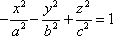 -x²/a² - y²/b² + z²/c² = 1